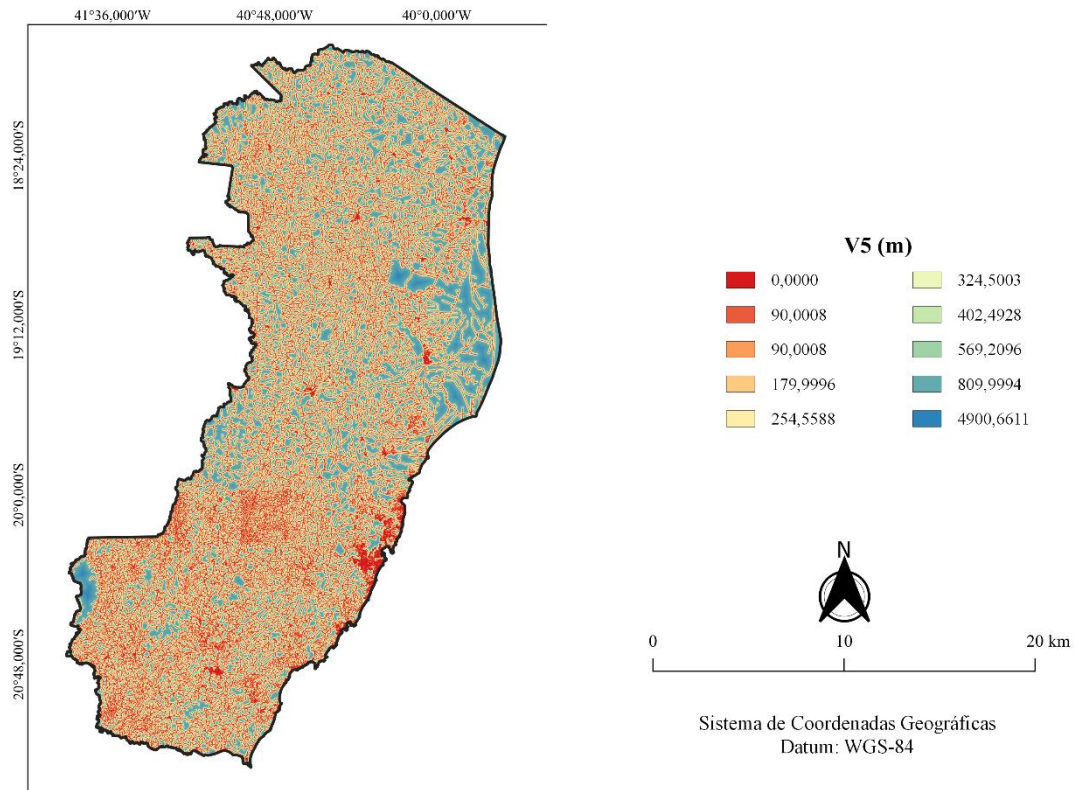 41°36,000'W 40°48,000'W 40°0,000'W
18°24,000'S
19°12,000'S
20°0,000'S
20°48,000'S
V5 (m)
0,0000 324,5003
90,0008 402,4928
90,0008 569,2096
179,9996 809,9994
254,5588 4900,6611
N
0 10 20 km
Sistema de Coordenadas Geográficas
Datum: WGS-84